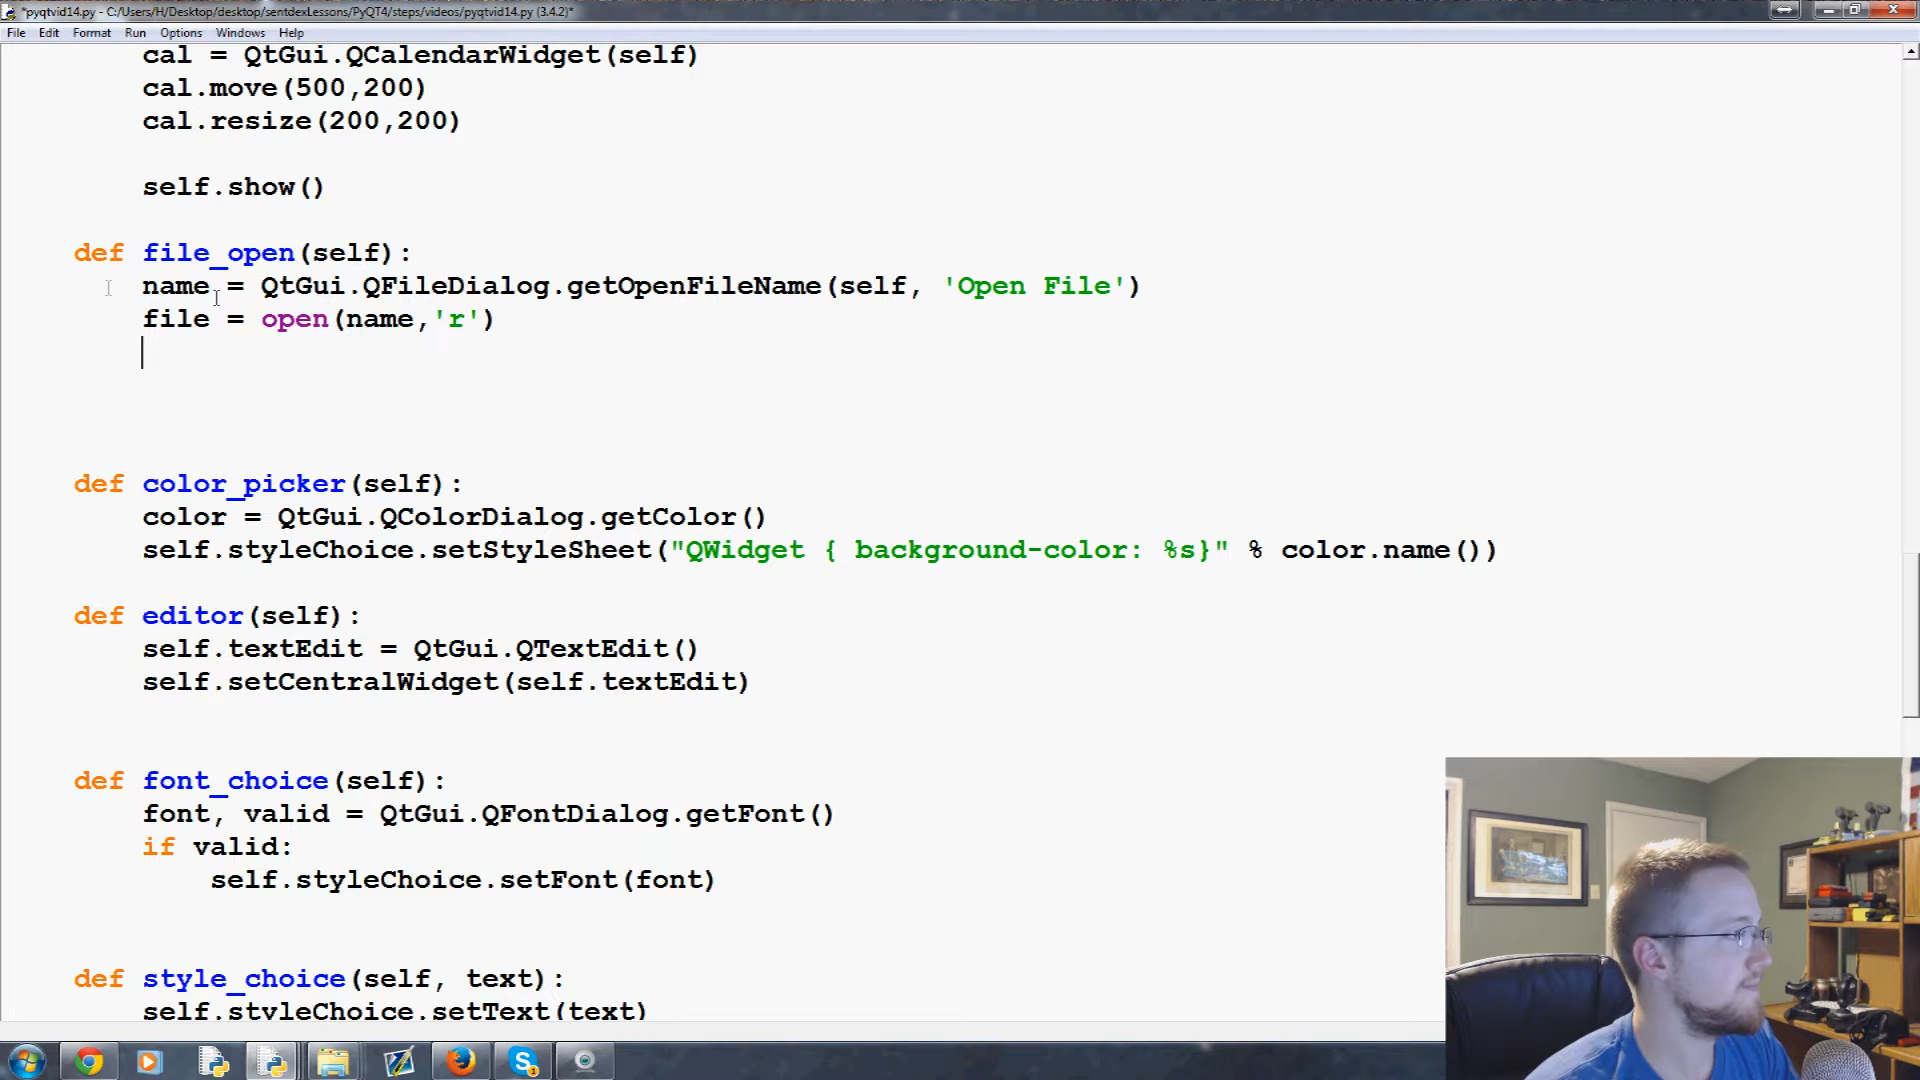 *pyqtvid14.py - C:/Users/H/Desktop/desktop/sentdexLessons/PyQT4/steps/videos/pyqtvid14.py (3.4.2)*
File Edit Format Run Options Windows Help
cal = QtGui.QCalendarWidget(self)
cal.move(500,200)
cal.resize(200,200)
self.show()
def file_open(self):
name = QtGui.QFileDialog.getOpenFileName(self, 'Open File')
file = open(name,'r')
def color_picker(self):
color = QtGui.QColorDialog.getColor()
self.styleChoice.setStyleSheet("QWidget { background-color: %s}" % color.name())
def editor(self):
self.textEdit = QtGui.QTextEdit()
self.setCentralWidget(self.textEdit)
def font_choice(self):
font, valid = QtGui.QFontDialog.getFont()
if valid:
self.styleChoice.setFont(font)
def style_choice(self, text):
self.styleChoice.setText(text)